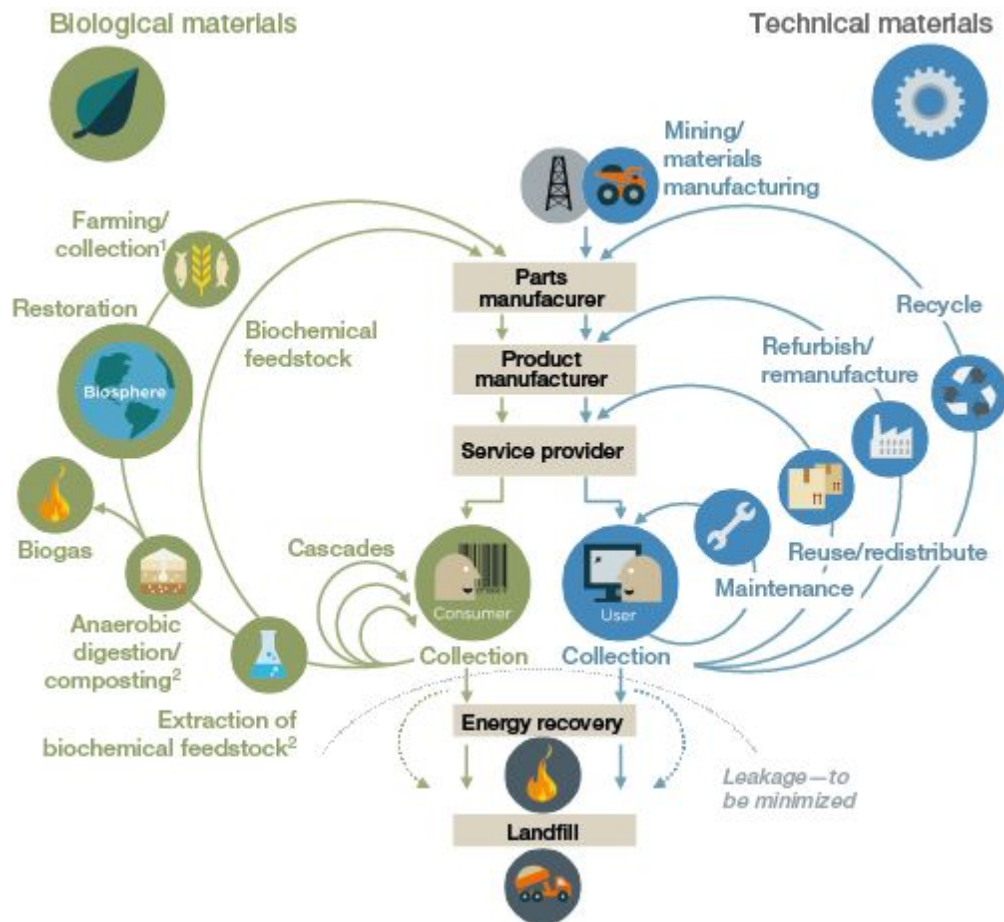 Biological materials
Technical materials
Mining/
materials
manufacturing
Farming/
collection¹
Parts
manufacurer
Restoration
Biochemical
feedstock
Recycle
Biosphere
Product
manufacturer
Refurbish/
remanufacture
Service provider
Biogas
Cascades
Reuse/redistribute
Maintenance
Consumer
User
Anaerobic
digestion/
composting²
Collection
Collection
Extraction of
biochemical feedstock²
Energy recovery
Leakage—to
be minimized
Landfill